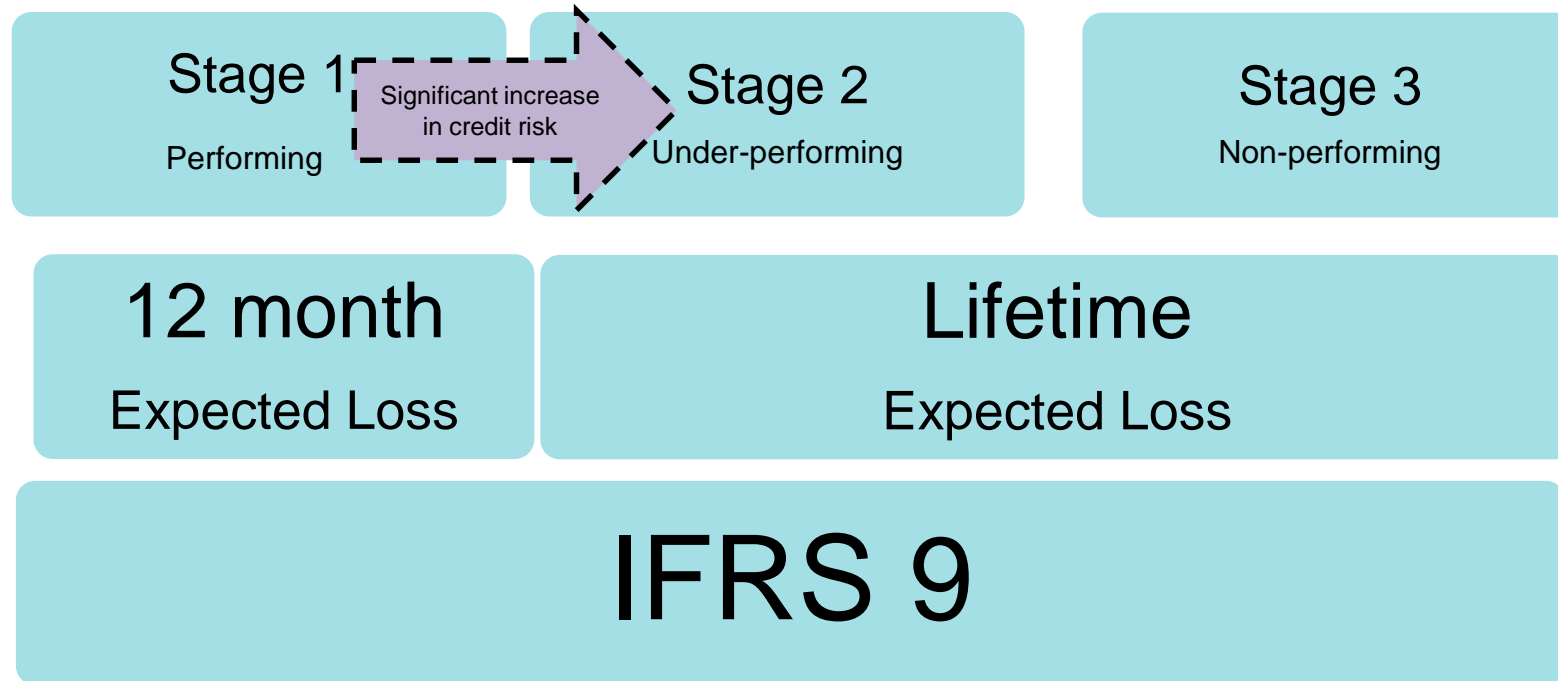 Stage 1
Performing
Significant increase
in credit risk
Stage 2
Under-performing
Stage 3
Non-performing
12 month
Expected Loss
Lifetime
Expected Loss
IFRS 9